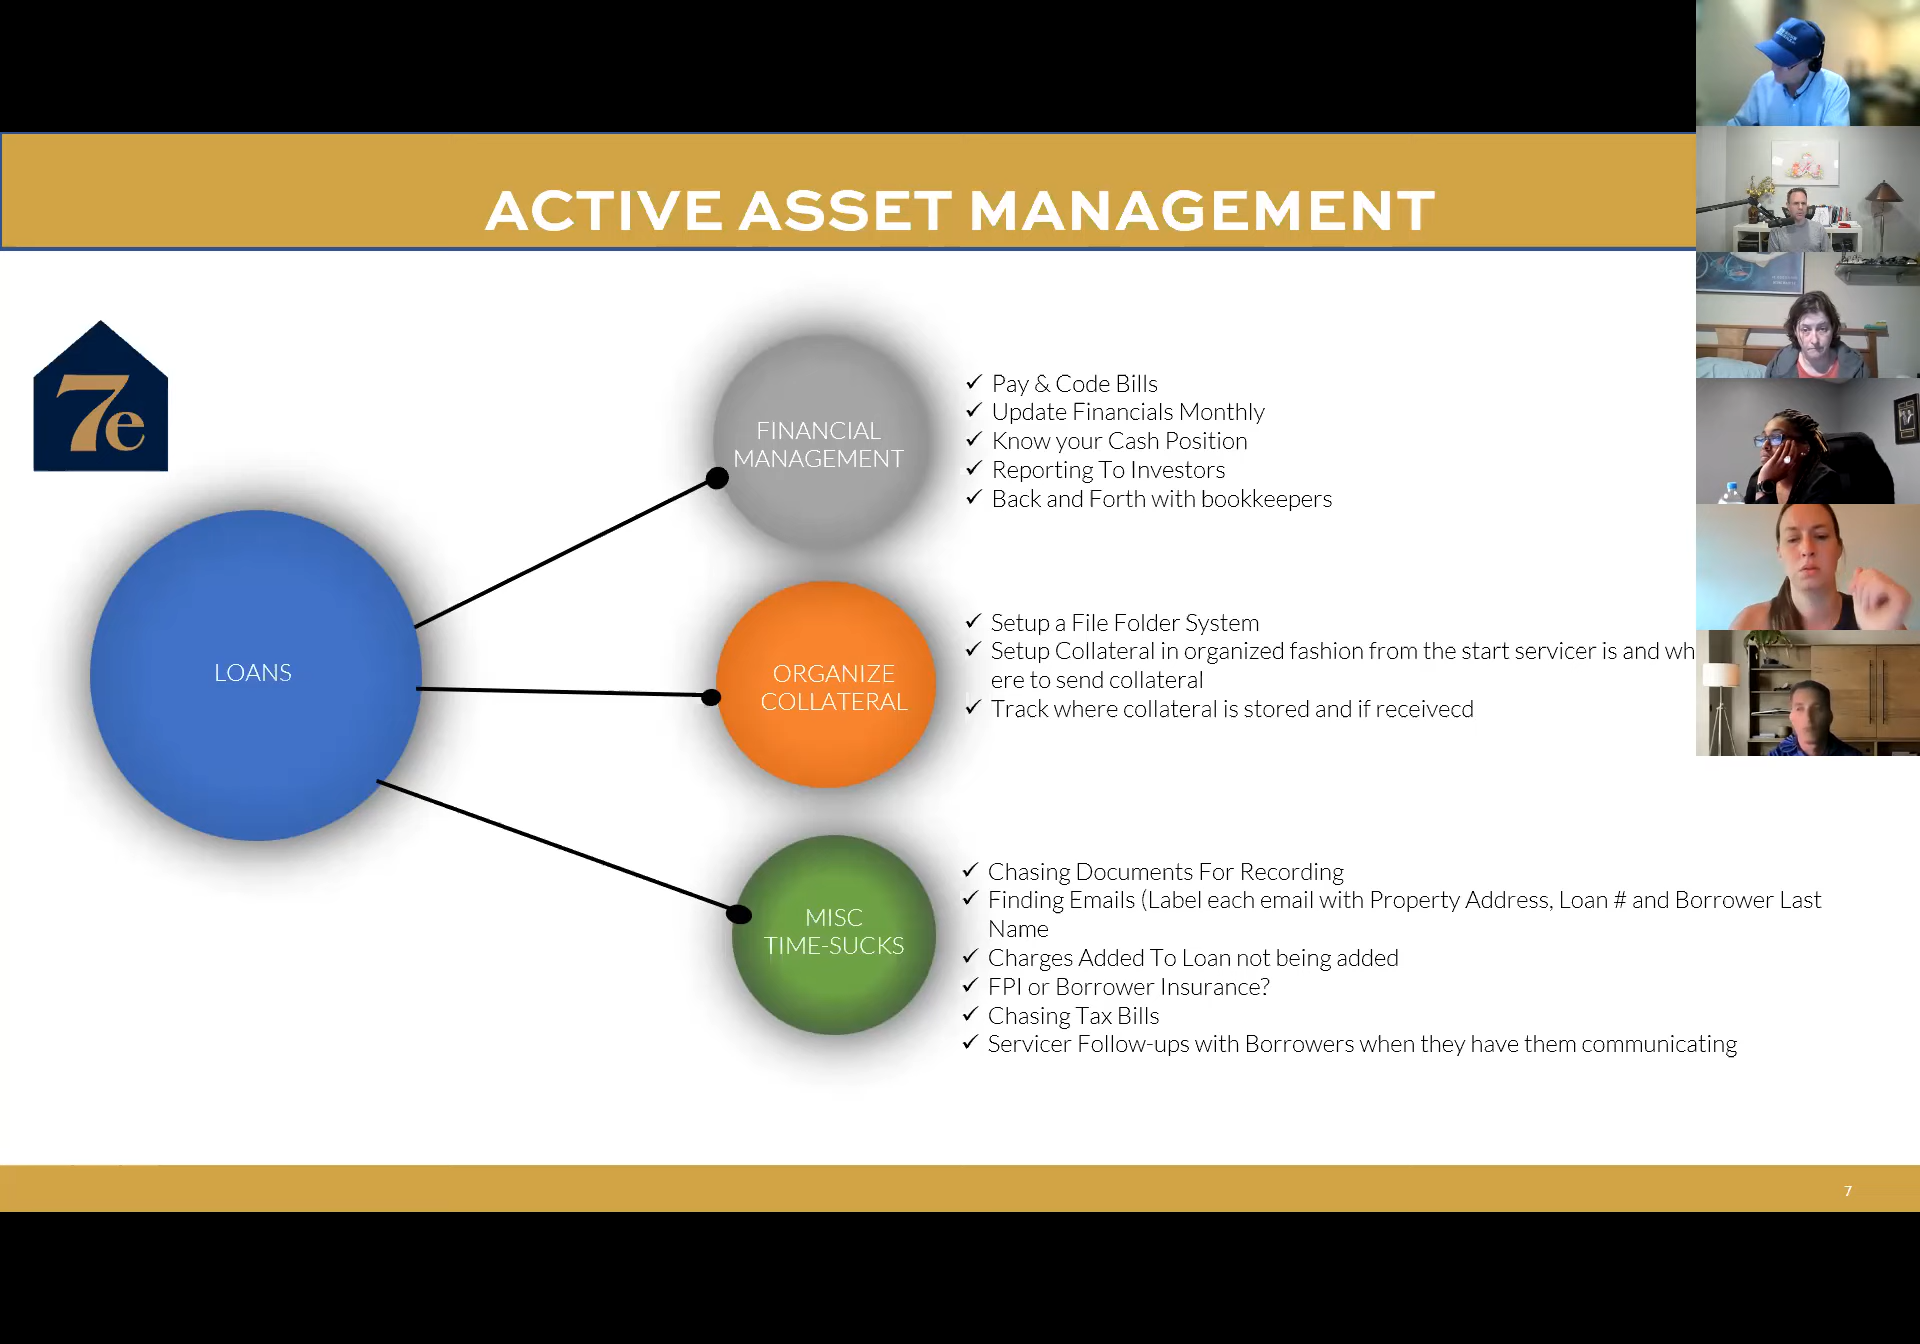 ACTIVE ASSET MANAGEMENT
7e
LOANS
FINANCIAL
MANAGEMENT
✓ Pay & Code Bills
✓ Update Financials Monthly
✓ Know your Cash Position
✓ Reporting To Investors
✓ Back and Forth with bookkeepers
ORGANIZE
COLLATERAL
✓ Setup a File Folder System
✓ Setup Collateral in organized fashion from the start servicer is and wh
ere to send collateral
✓ Track where collateral is stored and if receivecd
MISC
TIME-SUCKS
✓ Chasing Documents For Recording
✓ Finding Emails (Label each email with Property Address, Loan # and Borrower Last
Name
✓ Charges Added To Loan not being added
✓ FPI or Borrower Insurance?
✓ Chasing Tax Bills
✓ Servicer Follow-ups with Borrowers when they have them communicating
7